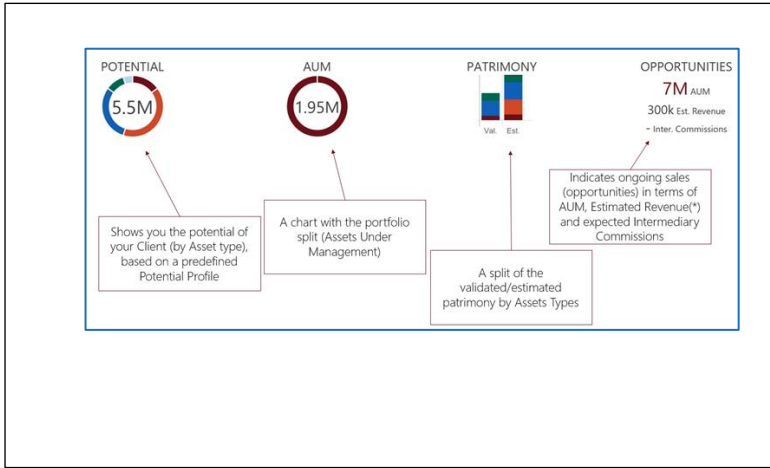 POTENTIAL
5.5M
AUM
1.95M
PATRIMONY
Val. Est.
OPPORTUNITIES
7M AUM
300k Est. Revenue
- Inter. Commissions
Shows you the potential of
your Client (by Asset type),
based on a predefined
Potential Profile
A chart with the portfolio
split (Assets Under
Management)
A split of the
validated/estimated
patrimony by Assets Types
Indicates ongoing sales
(opportunities) in terms of
AUM, Estimated Revenue(*)
and expected Intermediary
Commissions